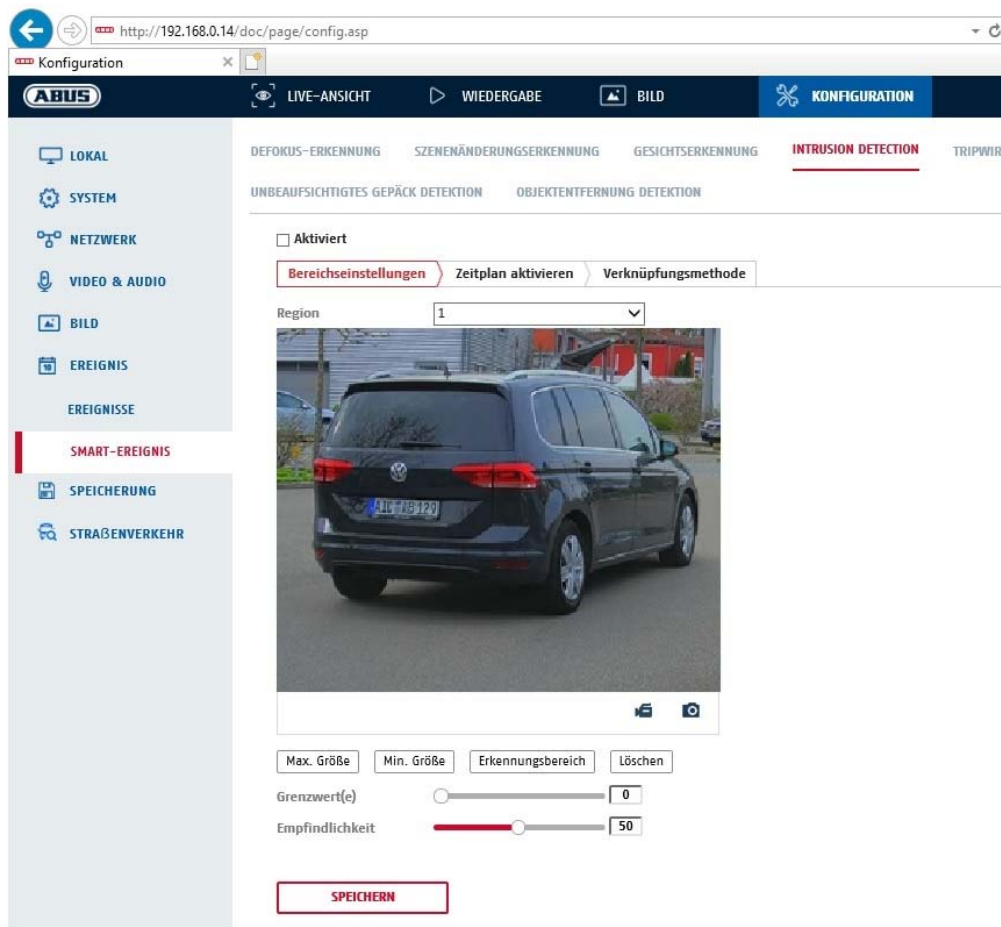 http://192.168.0.14/doc/page/config.asp
Konfiguration
ABUS
LIVE-ANSICHT
WIEDERGABE
BILD
KONFIGURATION
LOKAL
SYSTEM
NETZWERK
VIDEO & AUDIO
BILD
EREIGNIS
EREIGNISSE
SMART-EREIGNIS
SPEICHERUNG
STRAßENVERKEHR
DEFOKUS-ERKENNUNG SZENENÄNDERUNGSERKENNUNG GESICHTSERKENNUNG INTRUSION DETECTION TRIPWIR
UNBEAUFSICHTIGTES GEPÄCK DETEKTION OBJEKTENTFERNUNG DETEKTION
Aktiviert
Bereichseinstellungen Zeitplan aktivieren Verknüpfungsmethode
Region 1
Max. Größe Min. Größe Erkennungsbereich Löschen
Grenzwert(e) 0
Empfindlichkeit 50
SPEICHERN